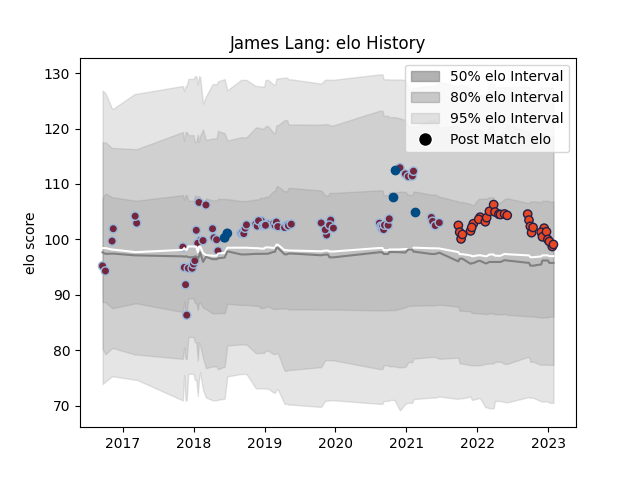 James Lang: elo History
50% elo Interval
80% elo Interval
95% elo Interval
Post Match elo
elo score
130
120
110
100
90
80
70
2017 2018 2019 2020 2021 2022 2023